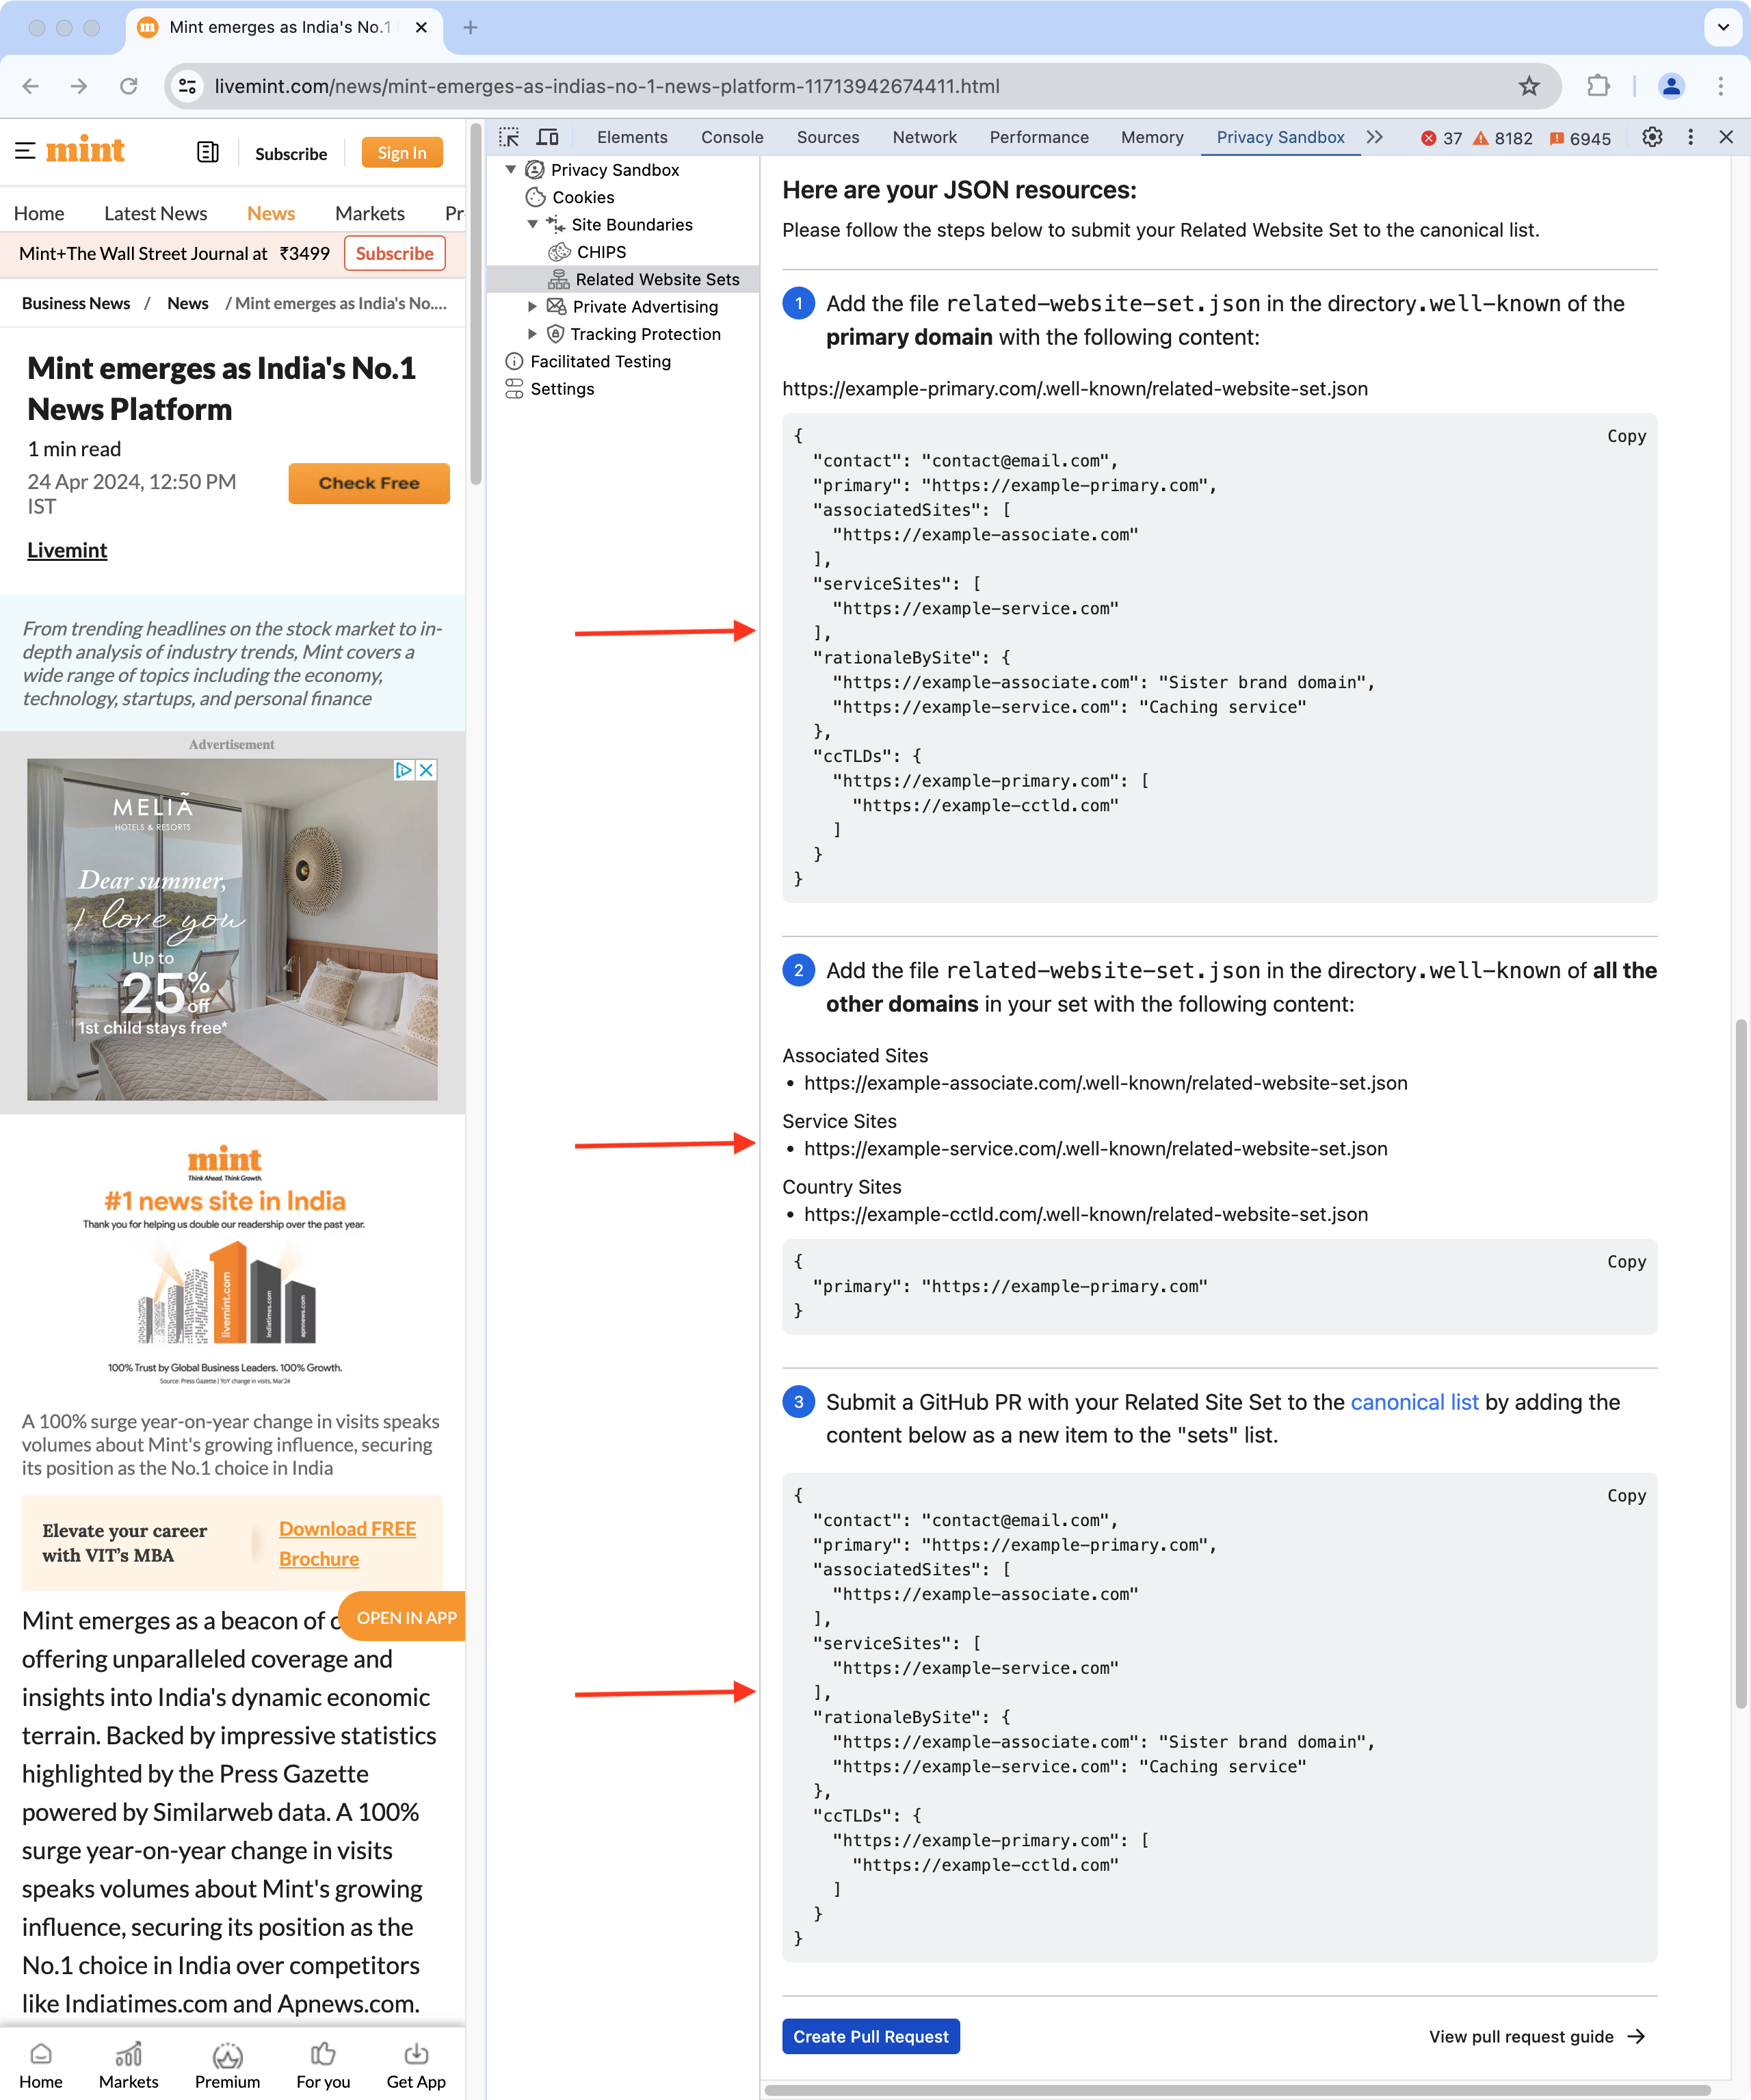 Mint emerges as India's No.1
livemint.com/news/mint-emerges-as-indias-no-1-news-platform-11713942674411.html
mint
Subscribe
Sign In
Home
Latest News
News
Markets
Pr
Mint+The Wall Street Journal at ₹3499
Subscribe
Business News / News / Mint emerges as India's No....
Mint emerges as India's No.1
News Platform
1 min read
24 Apr 2024, 12:50 PM
IST
Check Free
Livemint
From trending headlines on the stock market to in-
depth analysis of industry trends, Mint covers a
wide range of topics including the economy,
technology, startups, and personal finance
Advertisement
MELIÃ
HOTELS & RESORTS
Dear summer,
I love you
Up to
25% off
1st child stays free*
mint
Think Ahead. Think Growth.
#1 news site in India
Thank you for helping us double our readership over the past year.
livemint.com
Indiatimes.com
apnnews.com
100% Trust by Global Business Leaders. 100% Growth.
Source: Press Gazette | YoY change in visits, Mar'24
A 100% surge year-on-year change in visits speaks
volumes about Mint's growing influence, securing
its position as the No.1 choice in India
Elevate your career
with VIT's MBA
Download FREE
Brochure
Mint emerges as a beacon of c
OPEN IN APP
offering unparalleled coverage and
insights into India's dynamic economic
terrain. Backed by impressive statistics
highlighted by the Press Gazette
powered by Similarweb data. A 100%
surge year-on-year change in visits
speaks volumes about Mint's growing
influence, securing its position as the
No.1 choice in India over competitors
like Indiatimes.com and Apnews.com.
Home
Markets
Premium
For you
Get App
Elements
Console
Sources
Network
Performance
Memory
Privacy Sandbox
37
8182
6945
Privacy Sandbox
Cookies
Site Boundaries
CHIPS
Related Website Sets
Private Advertising
Tracking Protection
Facilitated Testing
Settings
Here are your JSON resources:
Please follow the steps below to submit your Related Website Set to the canonical list.
1 Add the file related-website-set.json in the directory.well-known of the
primary domain with the following content:
https://example-primary.com/.well-known/related-website-set.json
Copy
{
"contact": "contact@email.com",
"primary": "https://example-primary.com",
"associatedSites": [
"https://example-associate.com"
],
"serviceSites": [
"https://example-service.com"
],
"rationaleBySite": {
"https://example-associate.com": "Sister brand domain",
"https://example-service.com": "Caching service"
},
"ccTLDs": {
"https://example-primary.com": [
"https://example-cctld.com"
]
}
}
2 Add the file related-website-set.json in the directory.well-known of all the
other domains in your set with the following content:
Associated Sites
• https://example-associate.com/.well-known/related-website-set.json
Service Sites
• https://example-service.com/.well-known/related-website-set.json
Country Sites
• https://example-cctld.com/.well-known/related-website-set.json
Copy
{
"primary": "https://example-primary.com"
}
3 Submit a GitHub PR with your Related Site Set to the canonical list by adding the
content below as a new item to the "sets" list.
Copy
{
"contact": "contact@email.com",
"primary": "https://example-primary.com",
"associatedSites": [
"https://example-associate.com"
],
"serviceSites": [
"https://example-service.com"
],
"rationaleBySite": {
"https://example-associate.com": "Sister brand domain",
"https://example-service.com": "Caching service"
},
"ccTLDs": {
"https://example-primary.com": [
"https://example-cctld.com"
]
}
}
Create Pull Request
View pull request guide